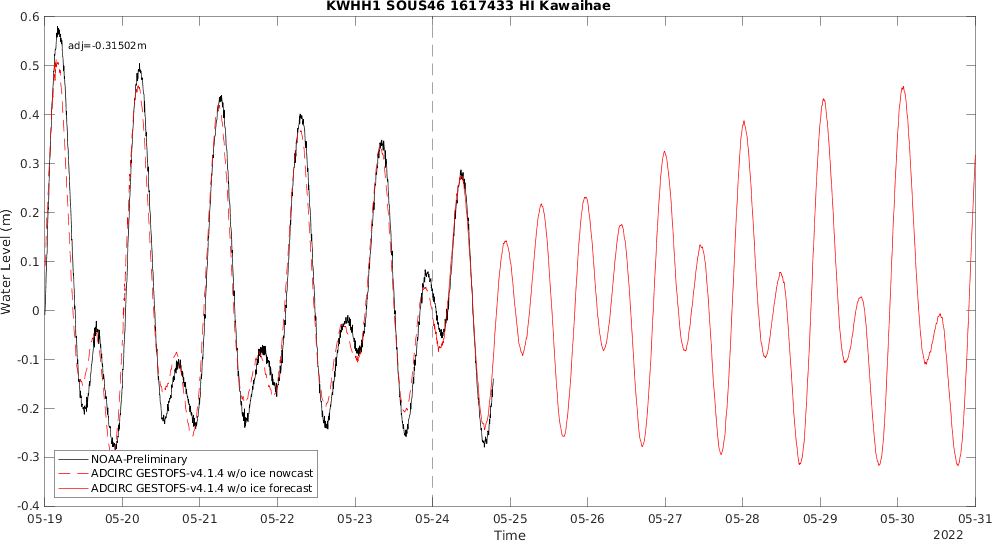 KWHH1 SOUS46 1617433 HI Kawaihae
adj=-0.31502m
0.6
0.5
0.4
0.3
0.2
0.1
0
-0.1
-0.2
-0.3
-0.4
Water Level (m)
NOAA-Preliminary
ADCIRC GESTOFS-v4.1.4 w/o ice nowcast
ADCIRC GESTOFS-v4.1.4 w/o ice forecast
05-19 05-20 05-21 05-22 05-23 05-24 05-25 05-26 05-27 05-28 05-29 05-30 05-31
Time
2022